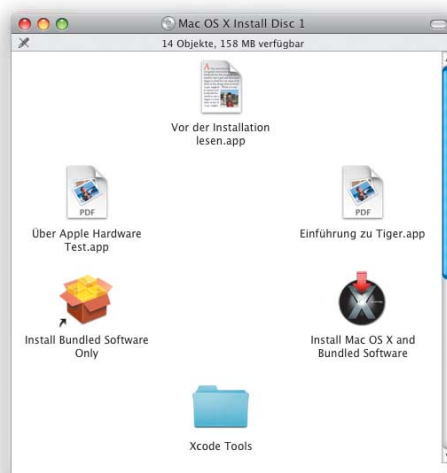 Mac OS X Install Disc 1
14 Objekte, 158 MB verfügbar
Vor der Installation
lesen.app
PDF
Über Apple Hardware
Test.app
PDF
Einführung zu Tiger.app
Install Bundled Software
Only
Install Mac OS X and
Bundled Software
Xcode Tools